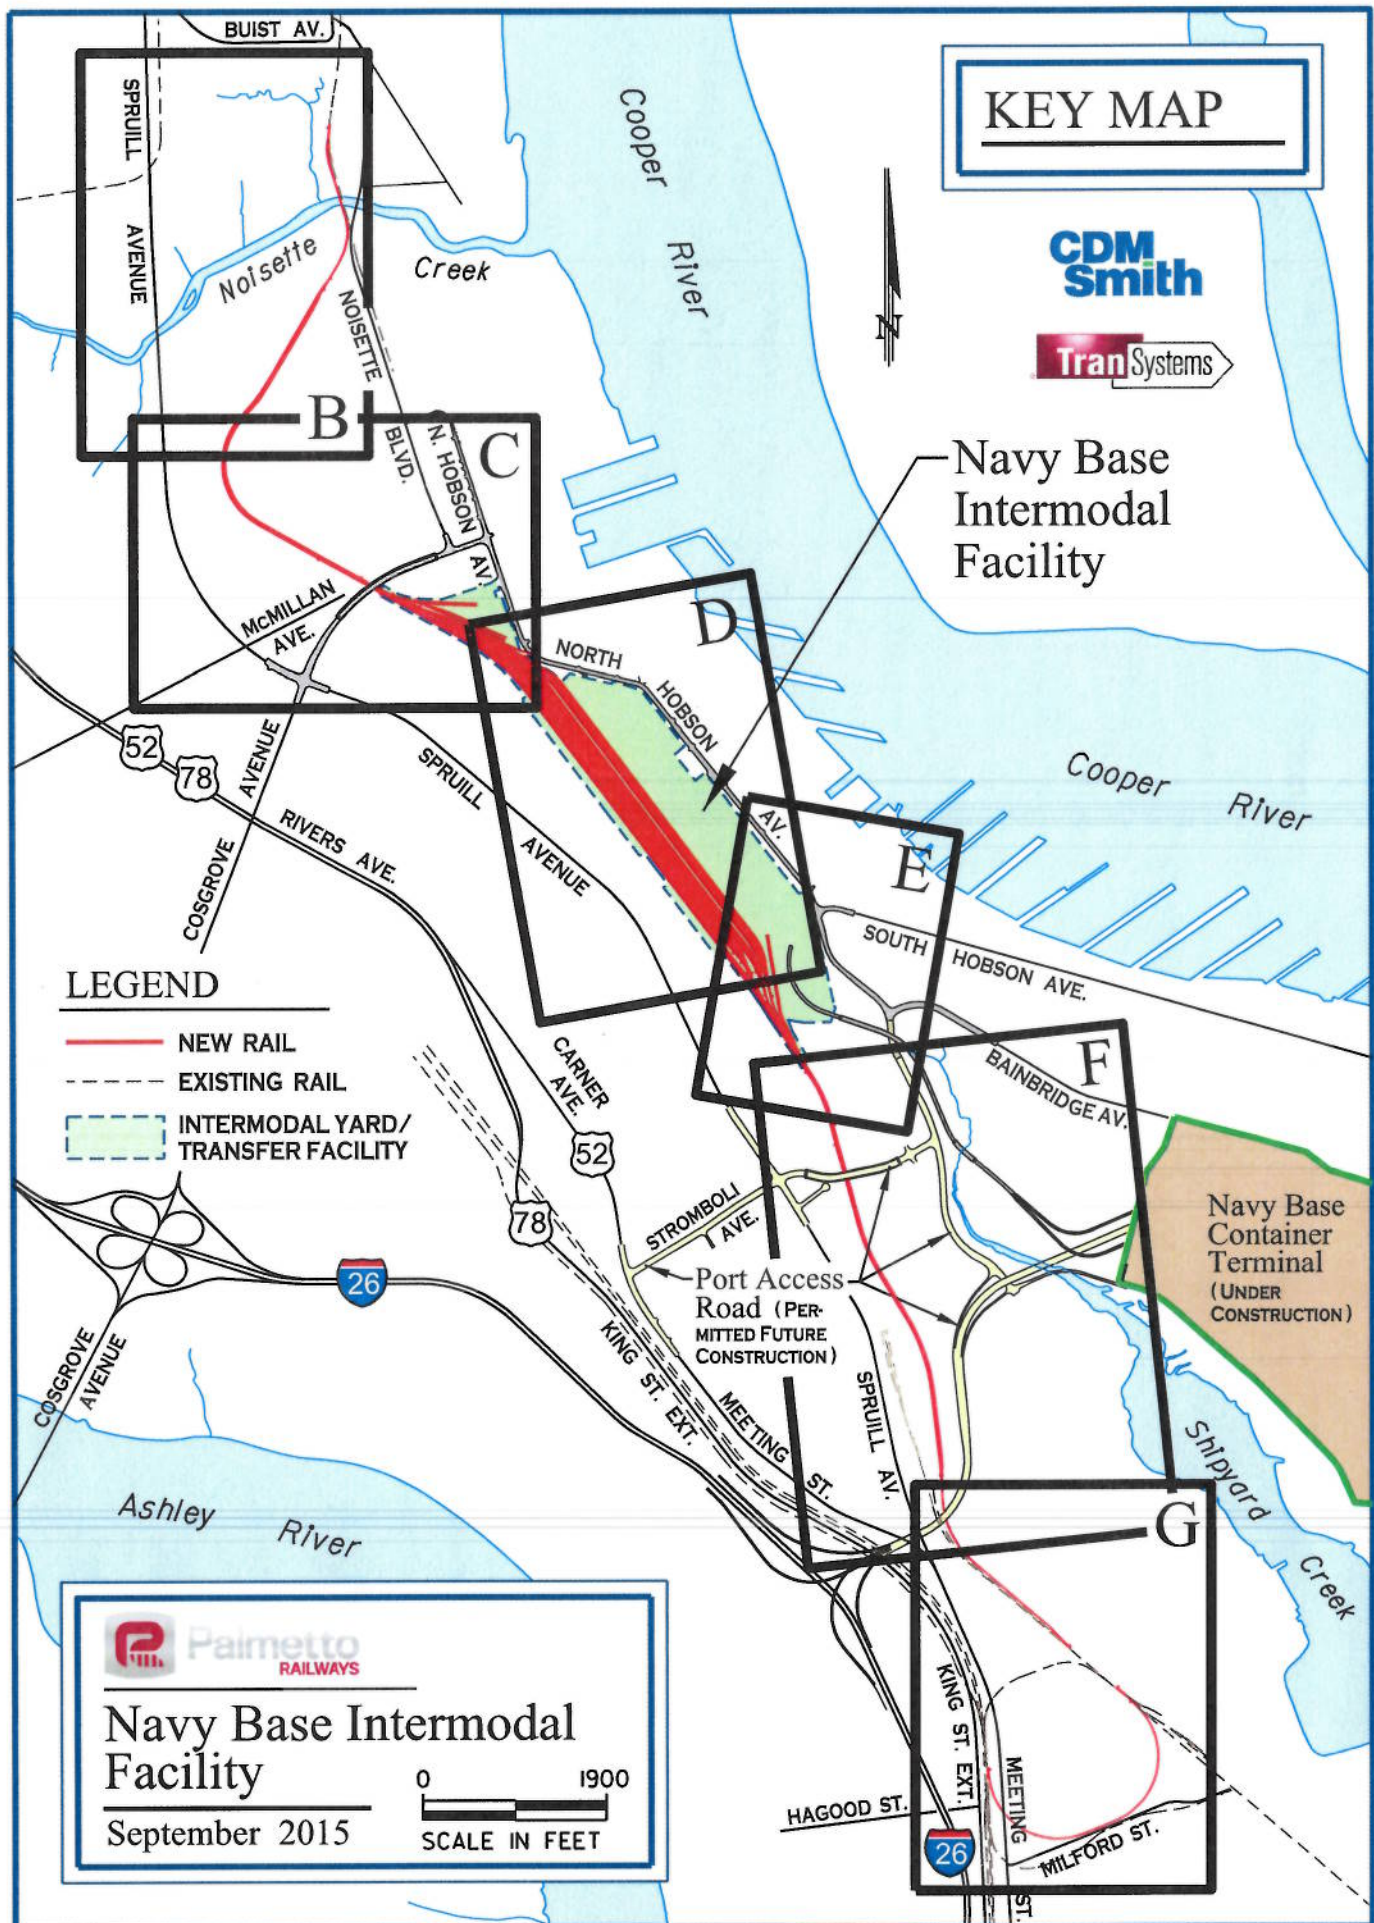 BUIST AV.
KEY MAP
SPRUILL
AVENUE
Cooper
River
Noisette
Creek
N
CDM
Smith
TranSystems
NOISETTE
BLVD.
B
C
N. HOBSON
AV.
Navy Base
Intermodal
Facility
McMILLAN
AVE.
D
NORTH
HOBSON
AV.
52
78
COSGROVE
AVENUE
RIVERS AVE.
SPRUILL
AVENUE
Cooper
River
E
SOUTH HOBSON AVE.
LEGEND
NEW RAIL
EXISTING RAIL
INTERMODAL YARD/
TRANSFER FACILITY
CARNER
AVE.
52
78
F
BAINBRIDGE AV.
STROMBOLI
AVE.
Navy Base
Container
Terminal
(UNDER
CONSTRUCTION)
26
Port Access
Road (PER-
MITTED FUTURE
CONSTRUCTION)
COSGROVE
AVENUE
KING ST. EXT.
MEETING ST.
SPRUILL AV.
Shipyard
Creek
G
Ashley
River
Palmetto
RAILWAYS
Navy Base Intermodal
Facility
September 2015
0 1900
SCALE IN FEET
KING ST. EXT.
MEETING
ST.
HAGOOD ST.
MILFORD ST.
26